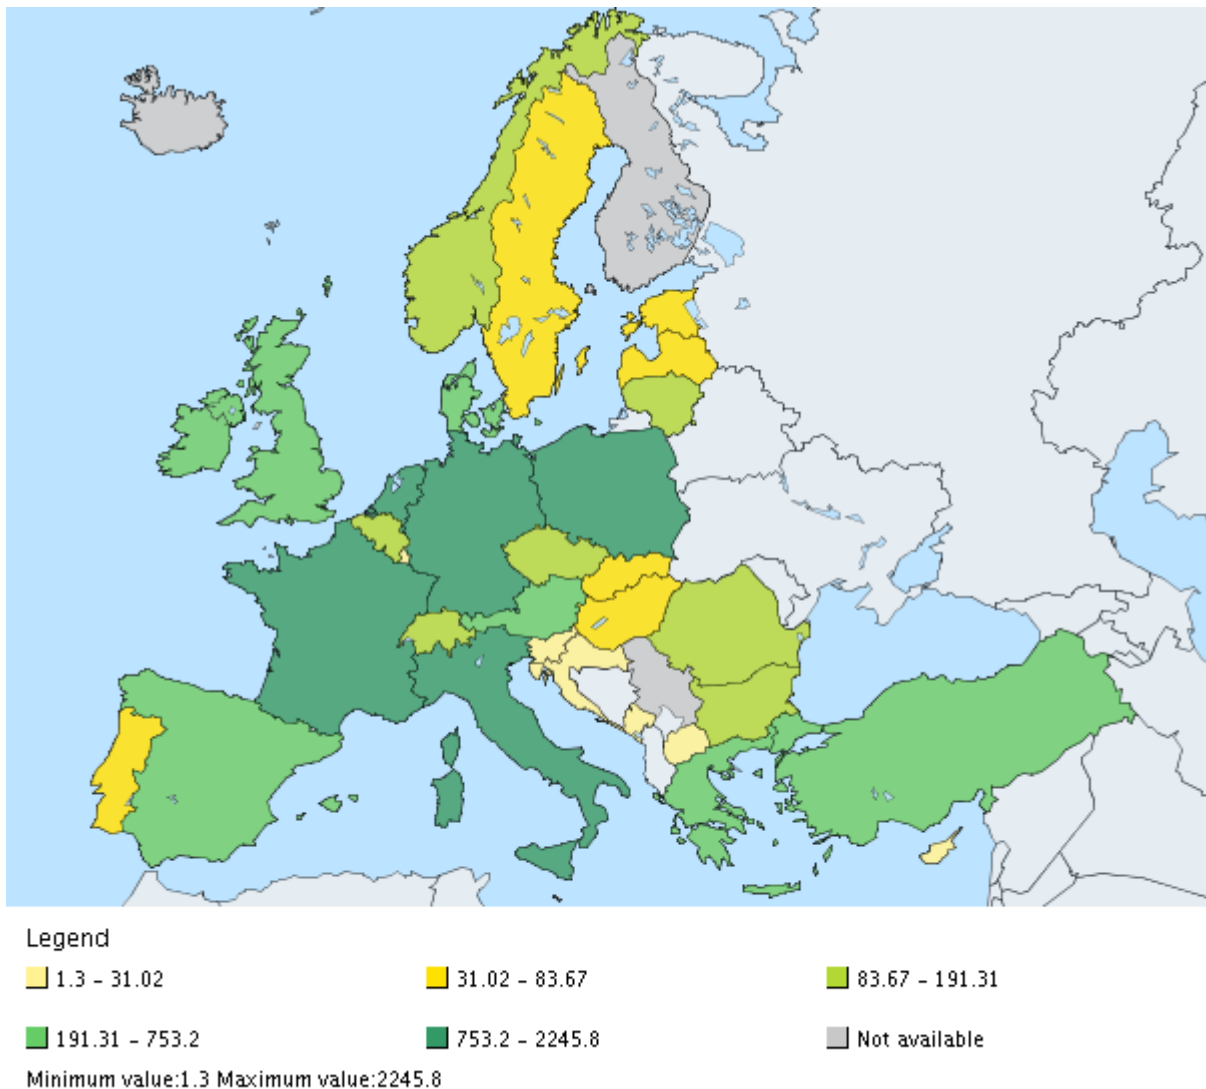 Legend
1.3 - 31.02
31.02 - 83.67
83.67 - 191.31
191.31 - 753.2
753.2 - 2245.8
Not available
Minimum value:1.3 Maximum value:2245.8